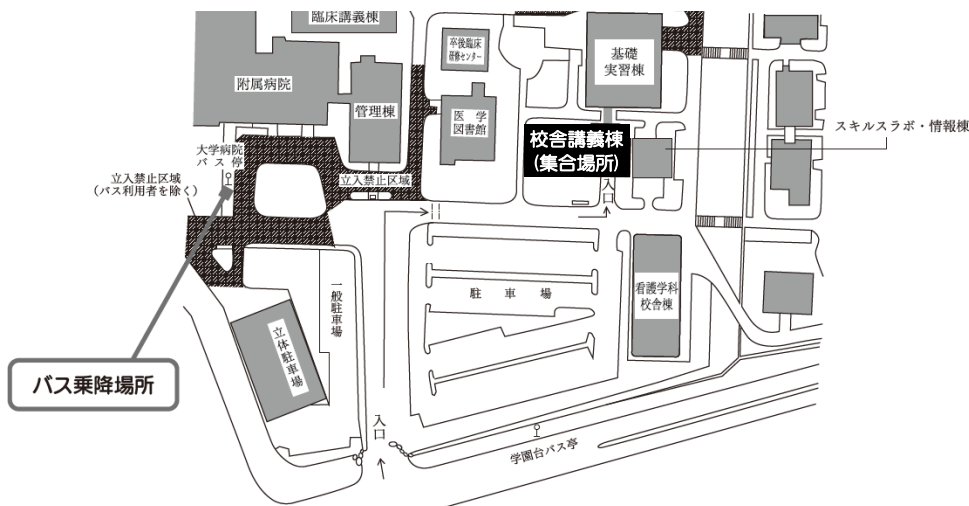 臨床講義棟
附属病院
管理棟
卒後臨床
研修センター
医学
図書館
基礎
実習棟
スキルスラボ・情報棟
校舎講義棟
(集合場所)
入口
大学病院
バス停
立入禁止区域
(バス利用者を除く)
立入禁止区域
一般駐車場
駐車場
看護学科
校舎棟
立体駐車場
バス乗降場所
入口
学園台バス亭